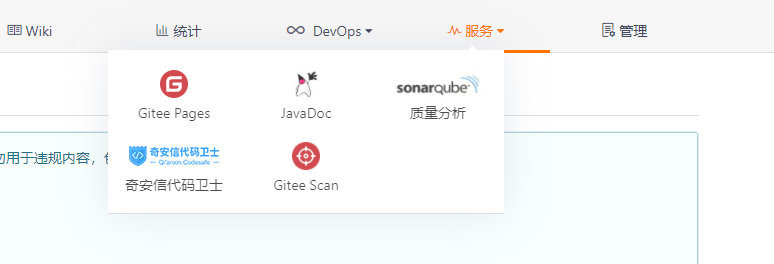 Wiki 统计 DevOps 服务 管理
Gitee Pages JavaDoc sonarqube 质量分析
勿用于违规内容，
奇安信代码卫士 Qi'anxin Codesafe
奇安信代码卫士 Gitee Scan